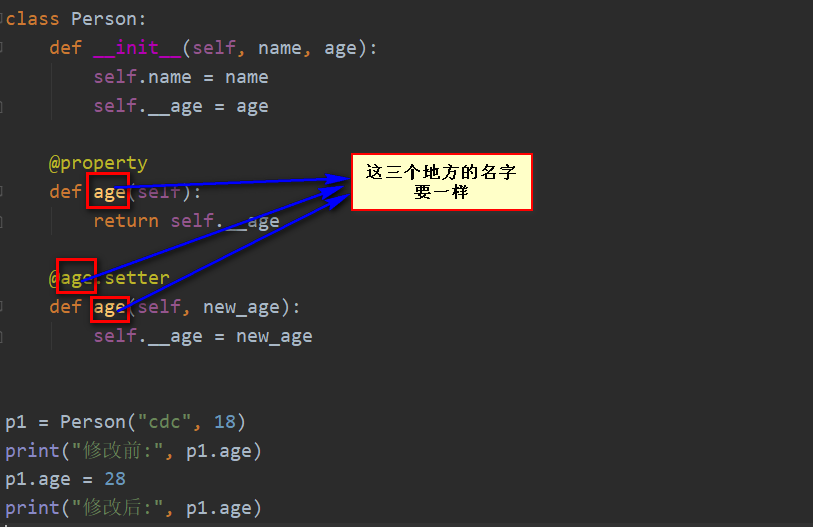 class Person:
def __init__(self, name, age):
self.name = name
self.__age = age
@property
def age(self):
return self.__age
这三个地方的名字
要一样
@age.setter
def age(self, new_age):
self.__age = new_age
p1 = Person("cdc", 18)
print("修改前:", p1.age)
p1.age = 28
print("修改后:", p1.age)